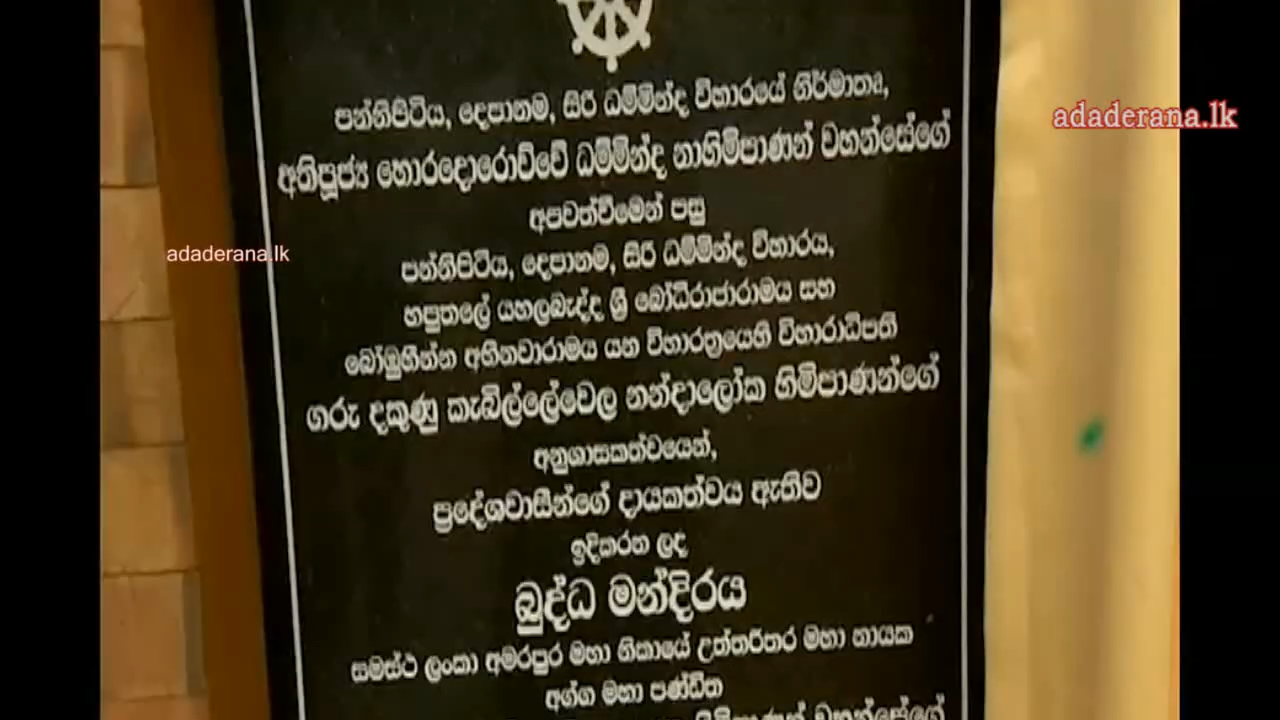 පන්නිපිටිය, දෙපානම, සිරි ධම්මින්ද විහාරයේ නිර්මාතෘ,
adaderana.lk
අතිපූජ්‍ය හොරදොරොව්වේ ධම්මින්ද නාහිමිපාණන් වහන්සේගේ
අපවත්වීමෙන් පසු
adaderana.lk
පන්නිපිටිය, දෙපානම, සිරි ධම්මින්ද විහාරය,
හපුතලේ යහලබැද්ද ශ්‍රී බෝධිරාජාරාමය සහ
බෝඹුහීන්න අභිනවාරාමය යන විහාරත්‍රයෙහි විහාරාධිපති
ගරු දකුණු කැබිල්ලේවෙල නන්දාලෝක හිමිපාණන්ගේ
අනුශාසකත්වයෙන්,
ප්‍රදේශවාසීන්ගේ දායකත්වය ඇතිව
ඉදිකරන ලද
බුද්ධ මන්දිරය
සමස්ථ ලංකා අමරපුර මහා නිකායේ උත්තරීතර මහා නායක
අග්ග මහා පණ්ඩිත
හිමිපාණන් වහන්සේගේ